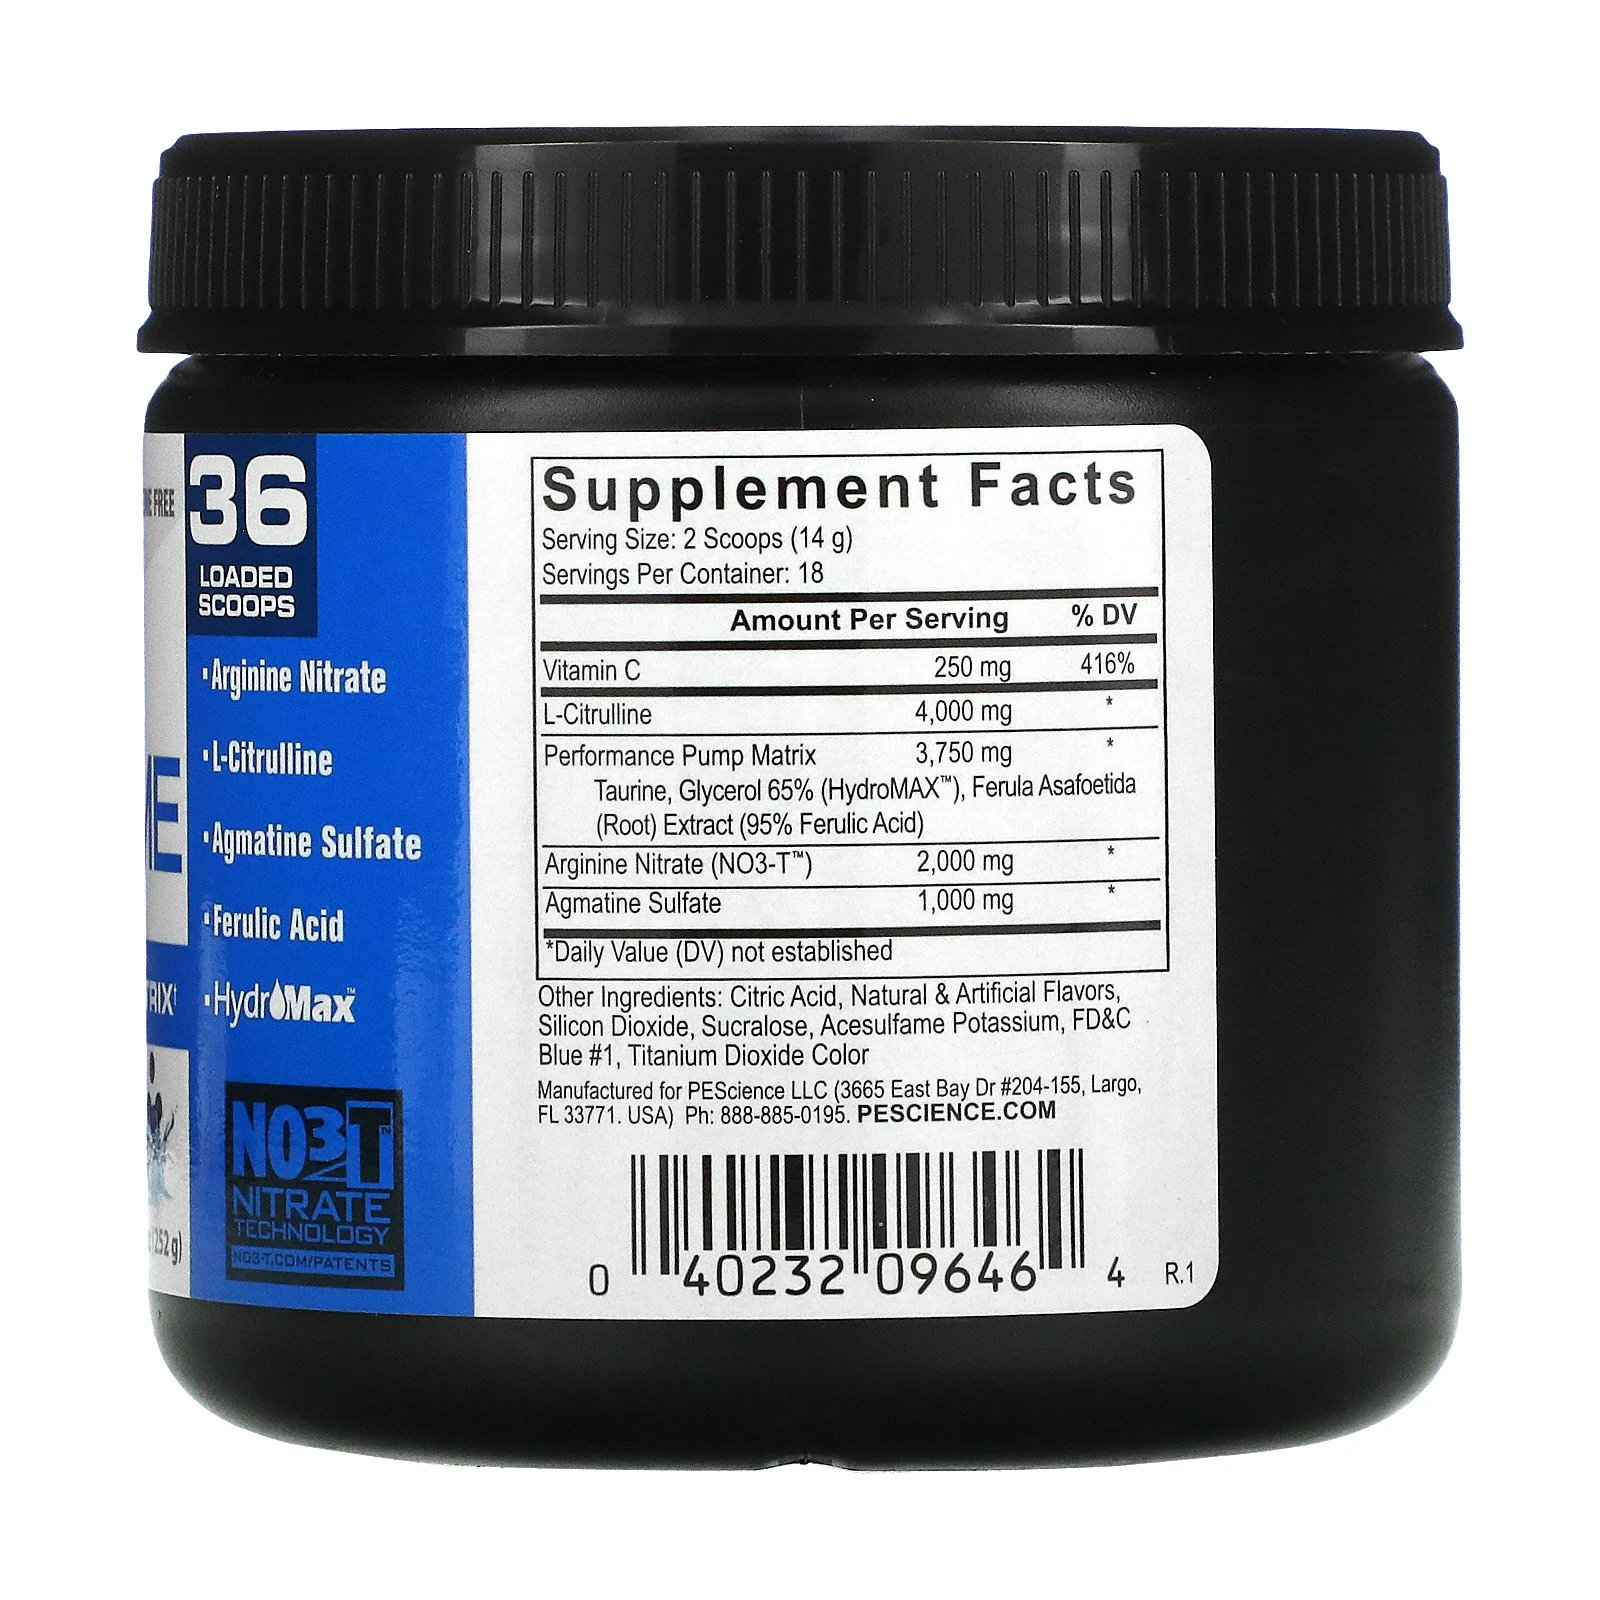 FREE
36
LOADED
SCOOPS
·Arginine Nitrate
·L-Citrulline
·Agmatine Sulfate
·Ferulic Acid
·HydroMax™
NO3-T™
NITRATE
TECHNOLOGY
NO3-T.COM/PATENTS
(252 g)
Supplement Facts
Serving Size: 2 Scoops (14 g)
Servings Per Container: 18
Amount Per Serving % DV
Vitamin C 250 mg 416%
L-Citrulline 4,000 mg *
Performance Pump Matrix 3,750 mg *
Taurine, Glycerol 65% (HydroMAX™), Ferula Asafoetida
(Root) Extract (95% Ferulic Acid)
Arginine Nitrate (NO3-T™) 2,000 mg *
Agmatine Sulfate 1,000 mg *
*Daily Value (DV) not established
Other Ingredients: Citric Acid, Natural & Artificial Flavors,
Silicon Dioxide, Sucralose, Acesulfame Potassium, FD&C
Blue #1, Titanium Dioxide Color
Manufactured for PEScience LLC (3665 East Bay Dr #204-155, Largo,
FL 33771. USA) Ph: 888-885-0195. PESCIENCE.COM
0 40232 09646 4 R.1